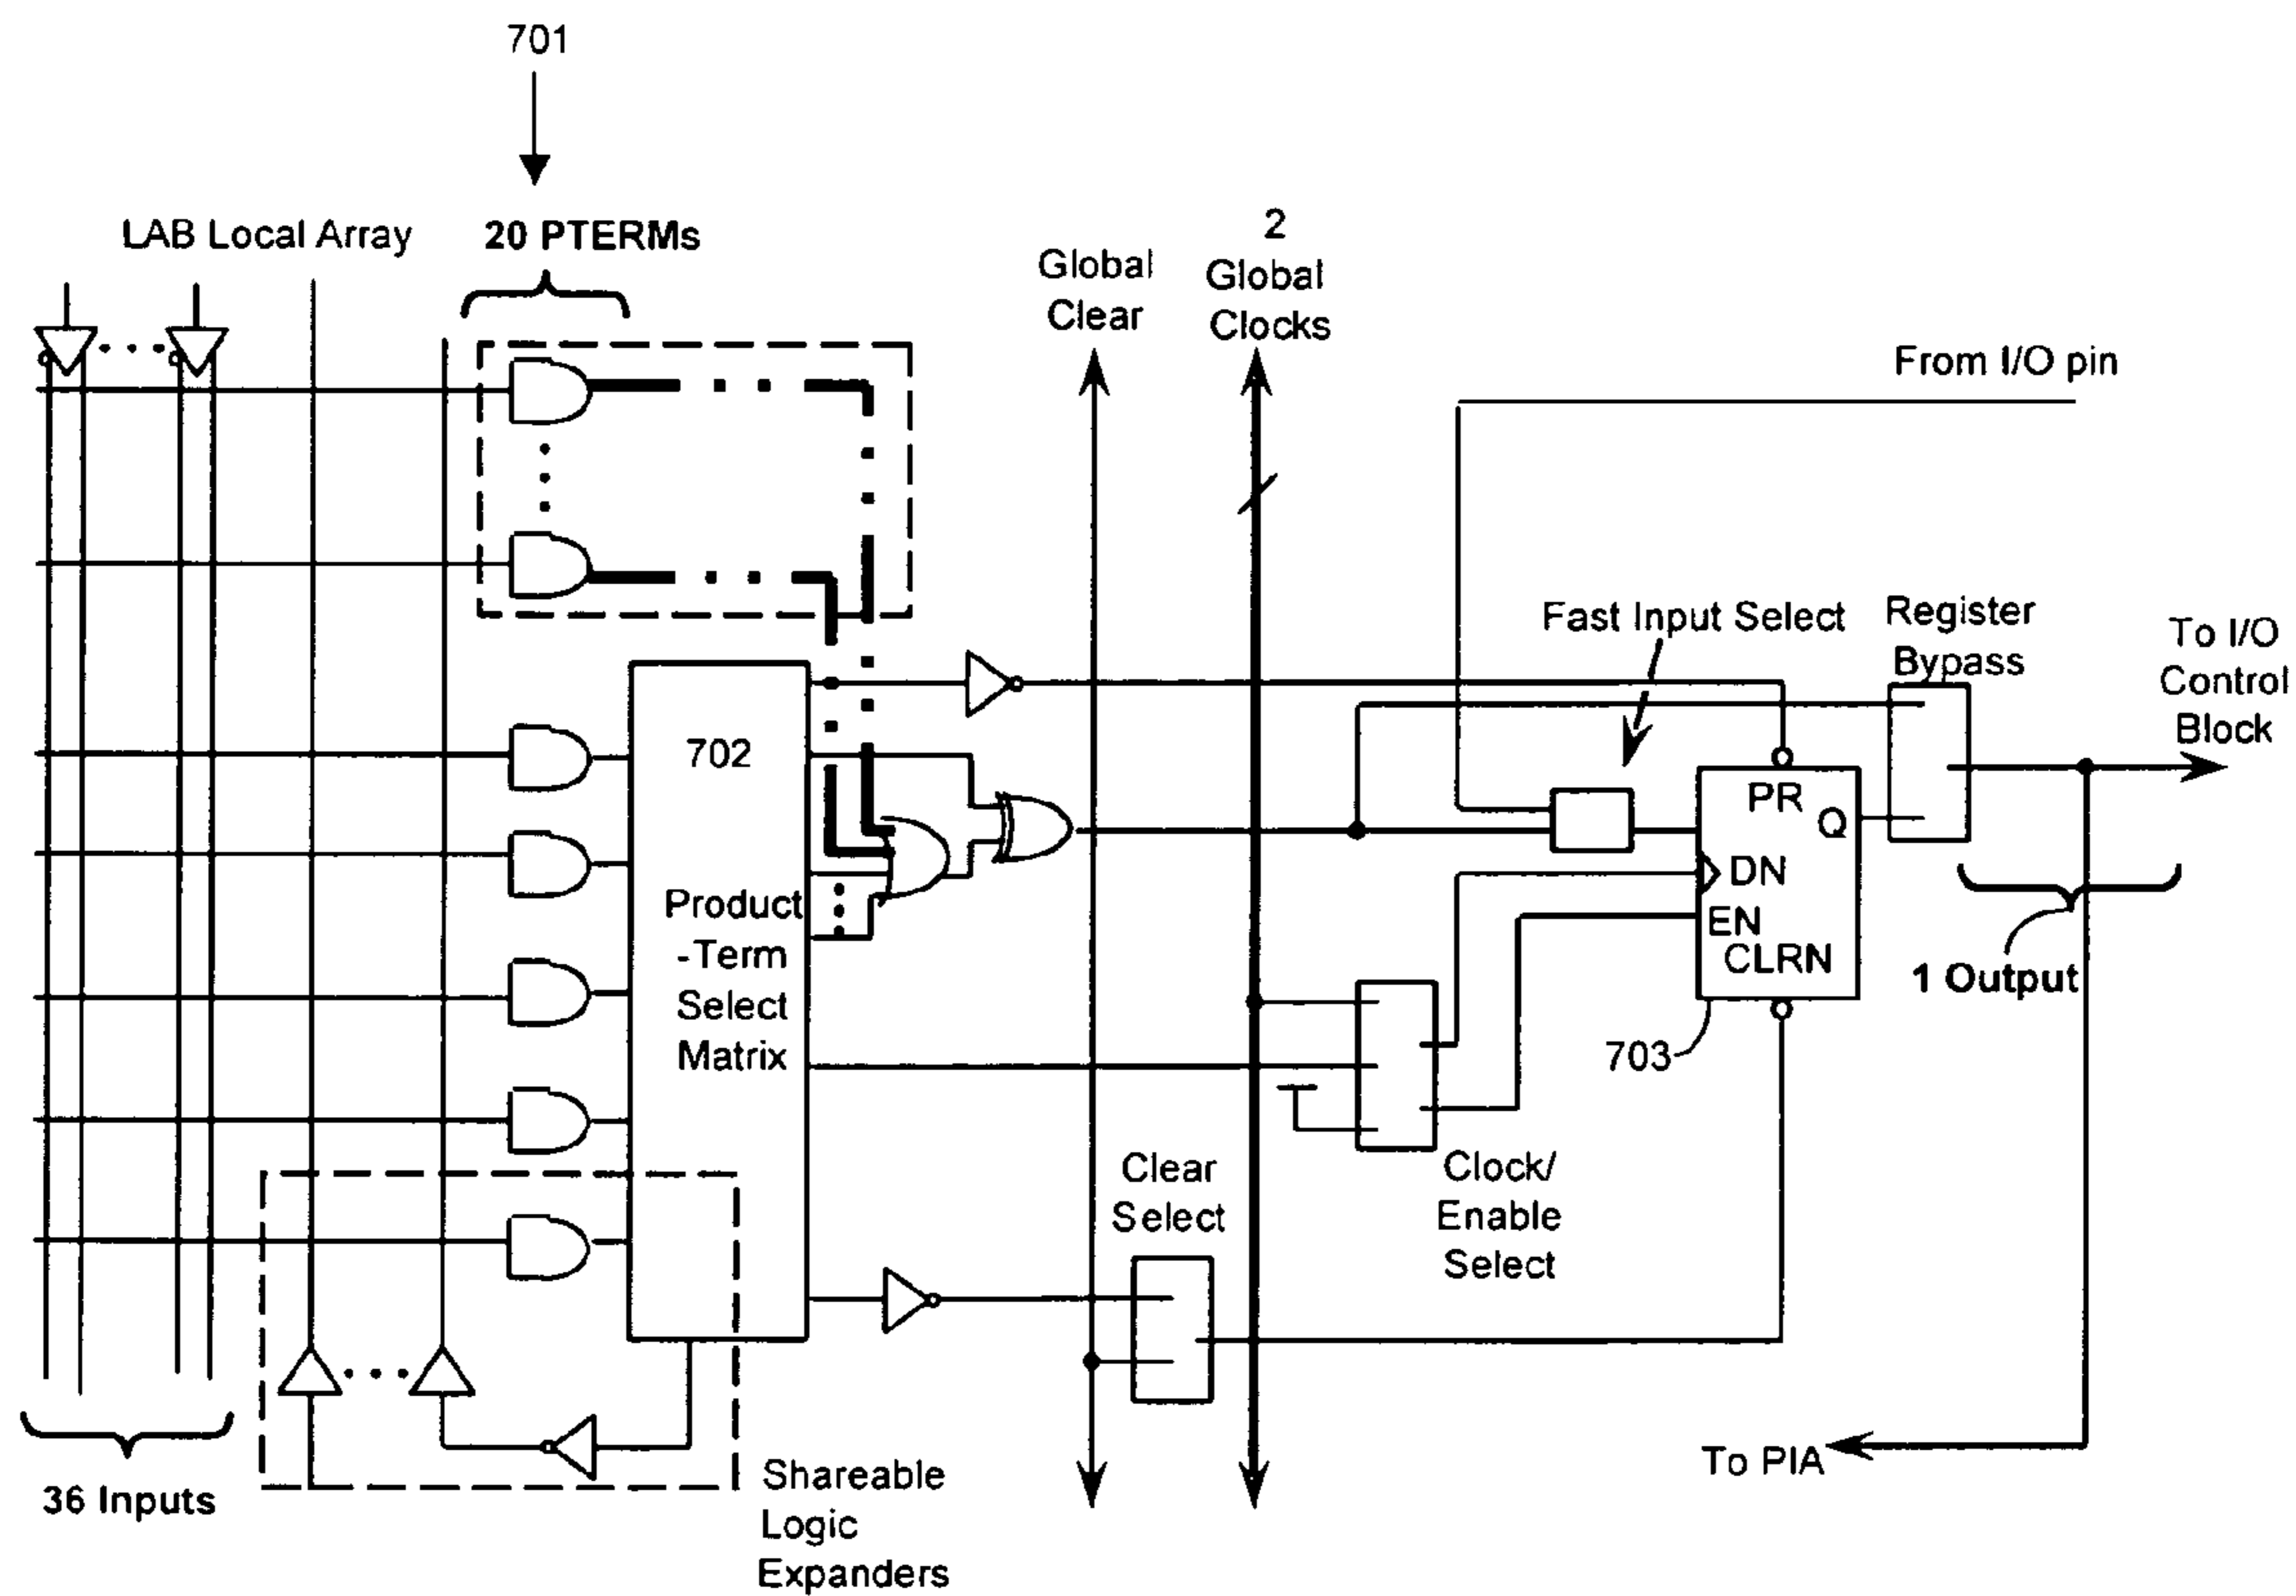 701
LAB Local Array
20 PTERMs
2
Global
Clear
Global
Clocks
From I/O pin
Fast Input Select
Register
Bypass
To I/O
Control
Block
702
PR
Q
DN
EN
CLRN
Product
-Term
Select
Matrix
1 Output
703
Clear
Select
Clock/
Enable
Select
To PIA
36 Inputs
Shareable
Logic
Expanders